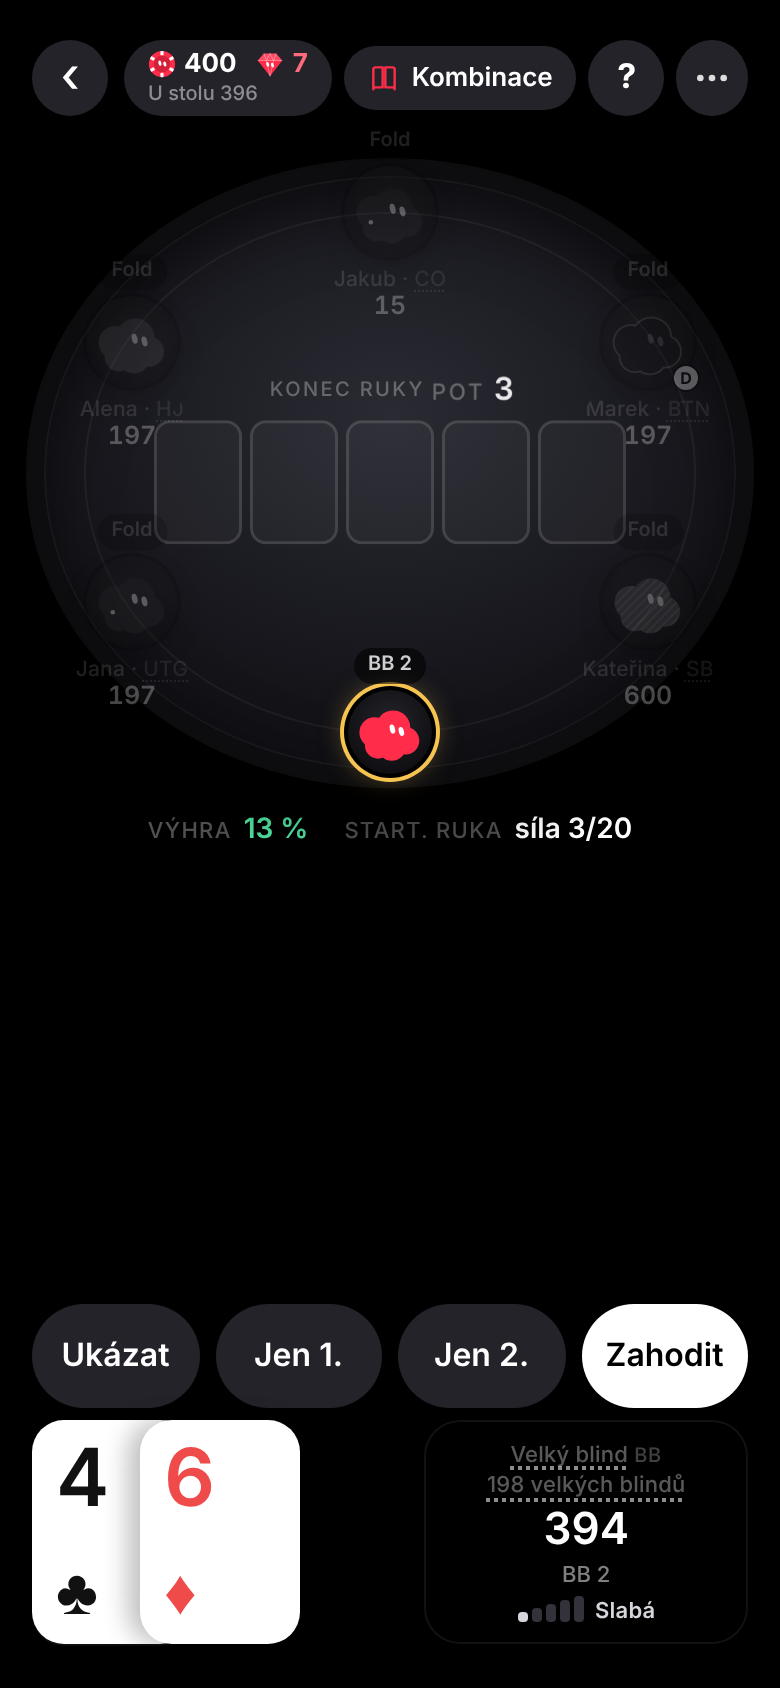 400 7
U stolu 396
Kombinace
?
Fold
Jakub · CO
15
Fold
Fold
Alena · HJ
197
Marek · BTN
197
D
KONEC RUKY POT 3
Fold
Fold
Jana · UTG
197
Kateřina · SB
600
BB 2
VÝHRA 13 % START. RUKA síla 3/20
Ukázat
Jen 1.
Jen 2.
Zahodit
4
6
Velký blind BB
198 velkých blindů
394
BB 2
Slabá